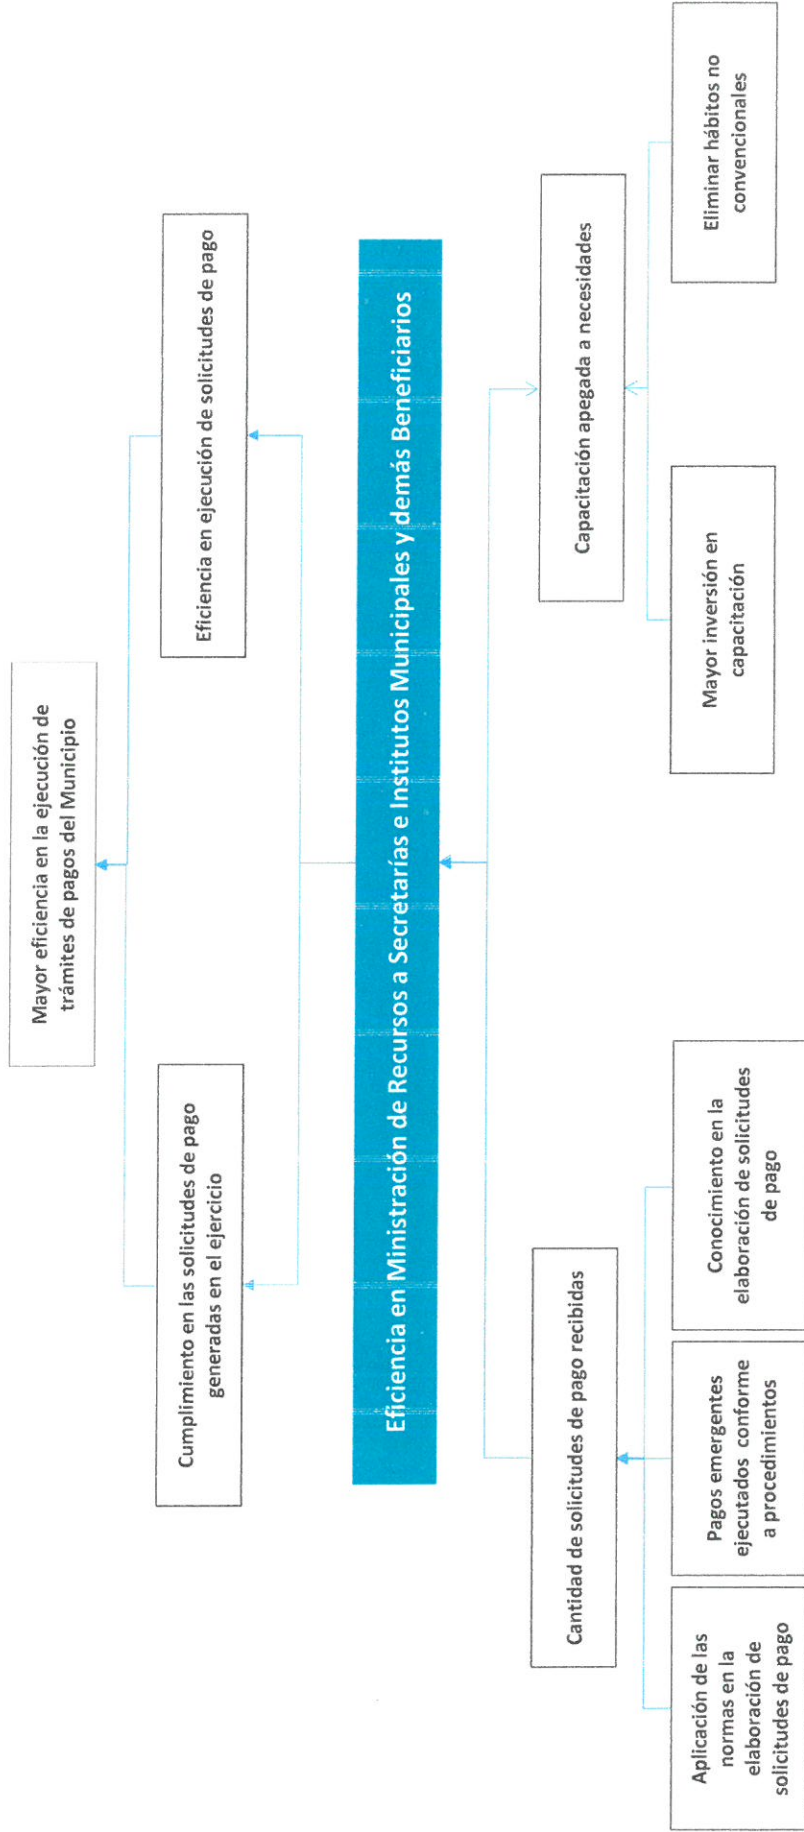 Mayor eficiencia en la ejecución de
trámites de pagos del Municipio
Cumplimiento en las solicitudes de pago
generadas en el ejercicio
Eficiencia en ejecución de solicitudes de pago
Eficiencia en Ministración de Recursos a Secretarías e Institutos Municipales y demás Beneficiarios
Cantidad de solicitudes de pago recibidas
Capacitación apegada a necesidades
Aplicación de las
normas en la
elaboración de
solicitudes de pago
Pagos emergentes
ejecutados conforme
a procedimientos
Conocimiento en la
elaboración de solicitudes
de pago
Mayor inversión en
capacitación
Eliminar hábitos no
convencionales